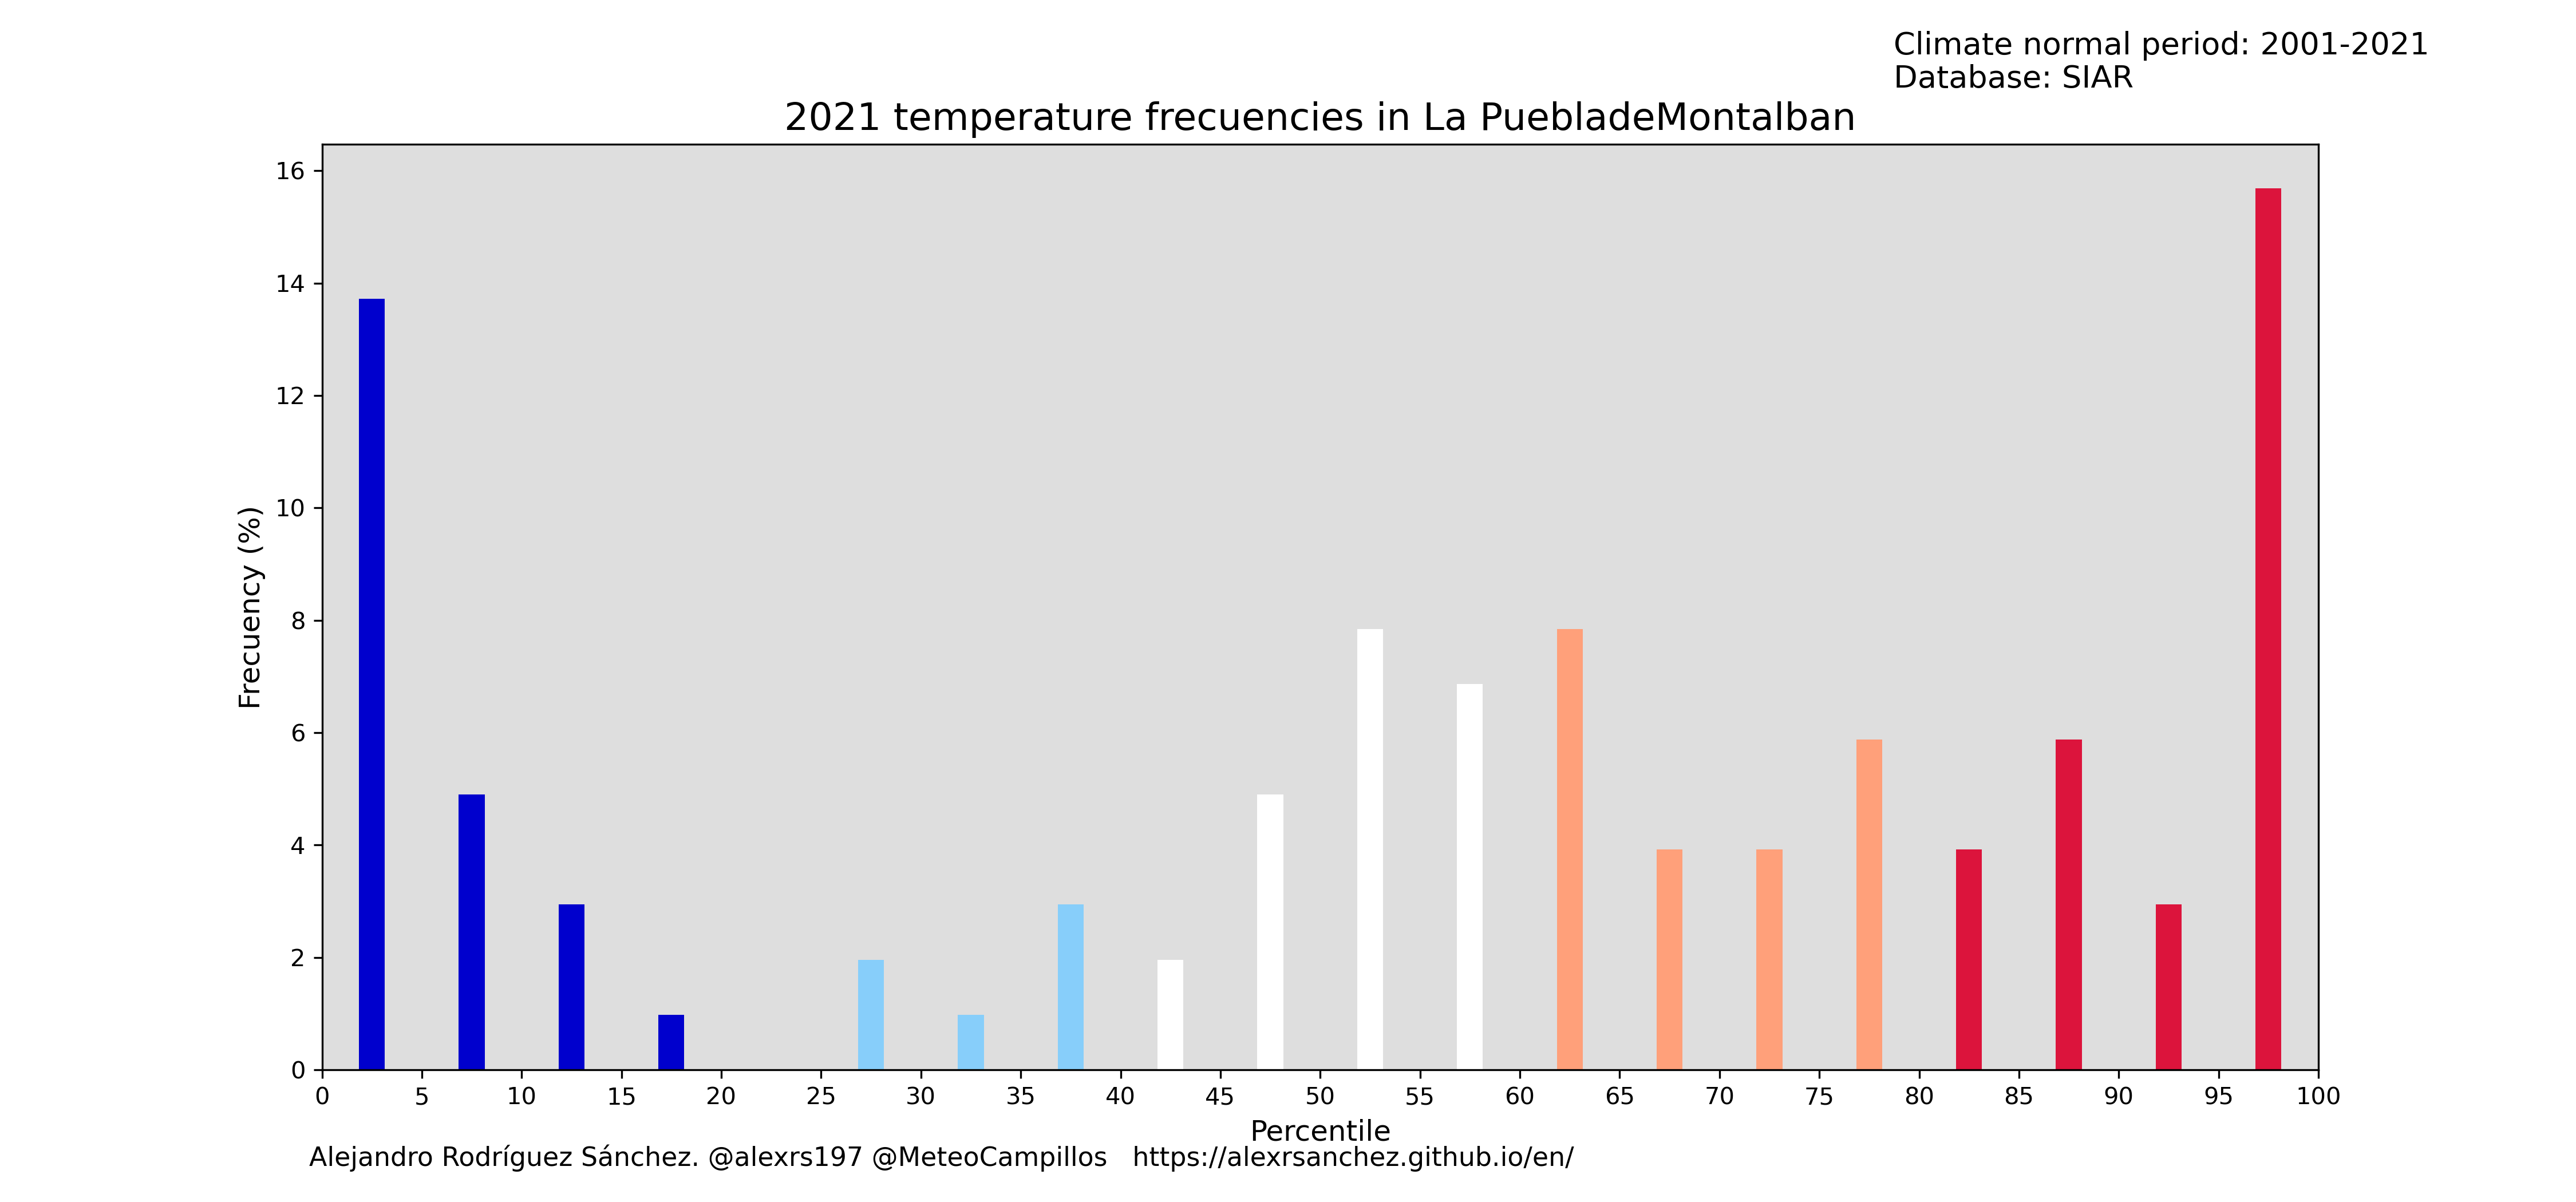 Climate normal period: 2001-2021
Database: SIAR
2021 temperature frecuencies in La PuebladeMontalban
16
14
12
10
8
6
4
2
0
Frecuency (%)
0 5 10 15 20 25 30 35 40 45 50 55 60 65 70 75 80 85 90 95 100
Percentile
Alejandro Rodríguez Sánchez. @alexrs197 @MeteoCampillos https://alexrsanchez.github.io/en/